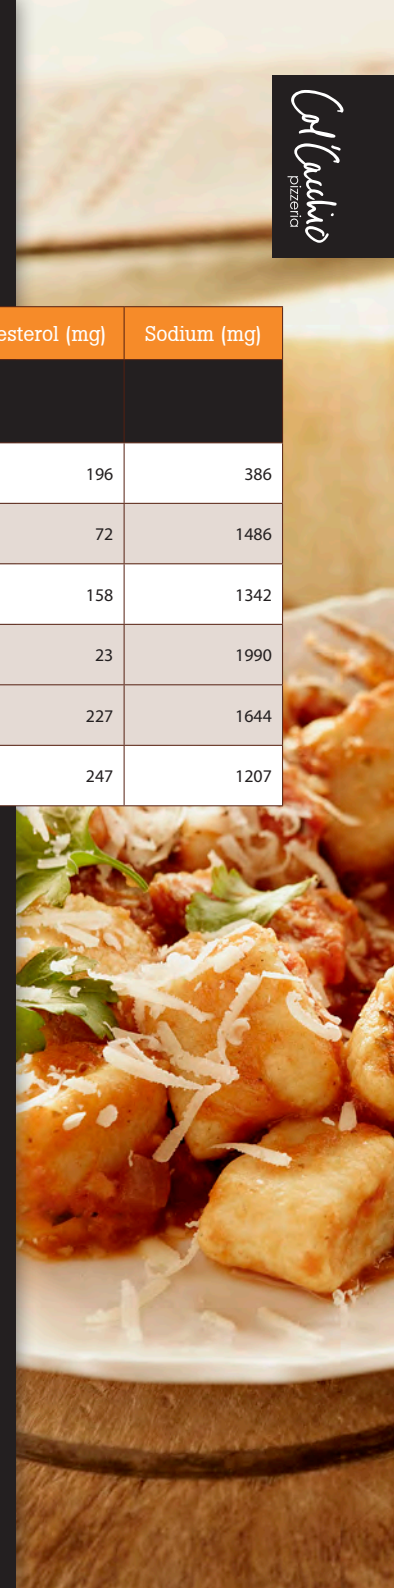 Col'Cacchio
pizzeria
esterol (mg) Sodium (mg)
196 386
72 1486
158 1342
23 1990
227 1644
247 1207